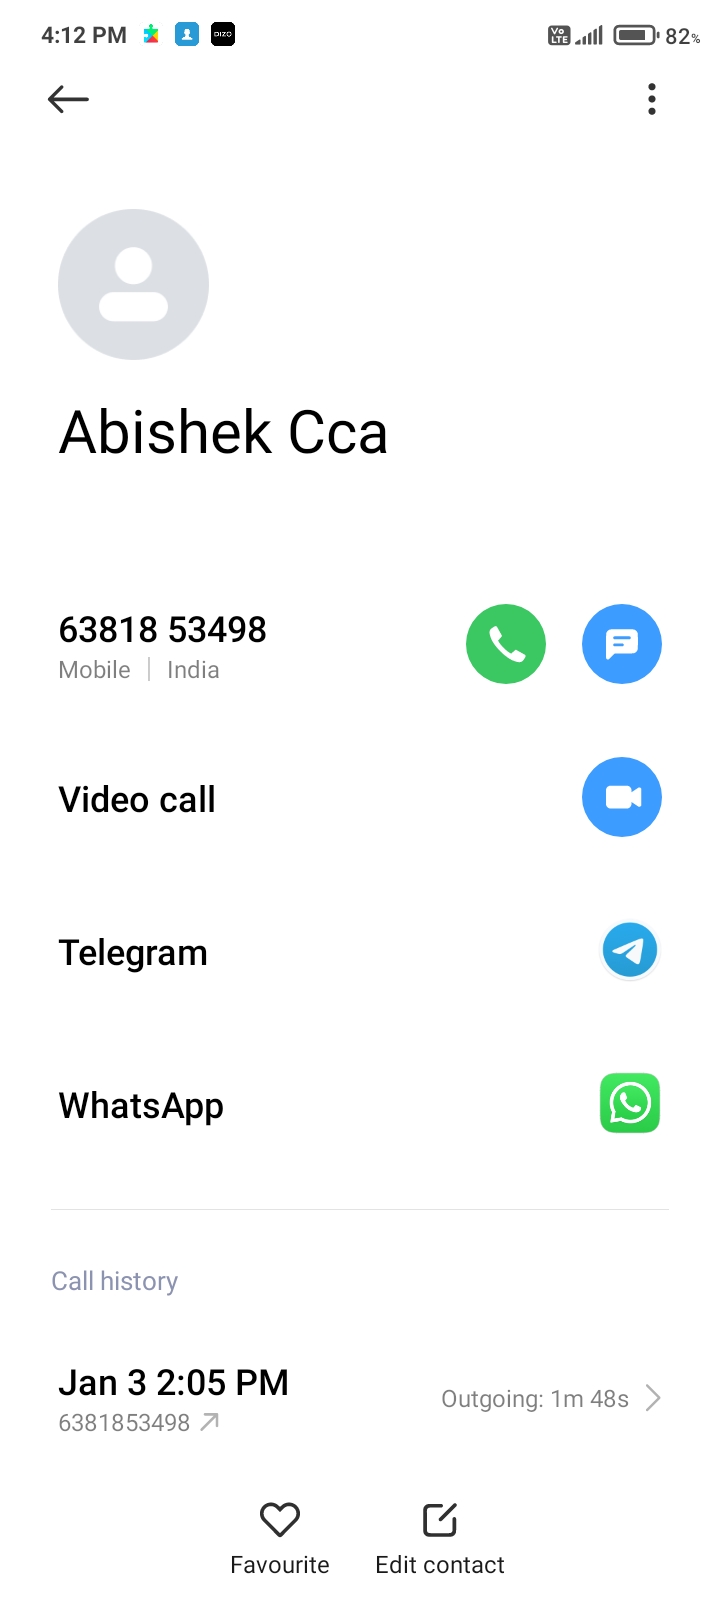 4:12 PM
DIZO
Vo LTE
82%
Abishek Cca
63818 53498
Mobile | India
Video call
Telegram
WhatsApp
Call history
Jan 3 2:05 PM
Outgoing: 1m 48s
6381853498
Favourite
Edit contact